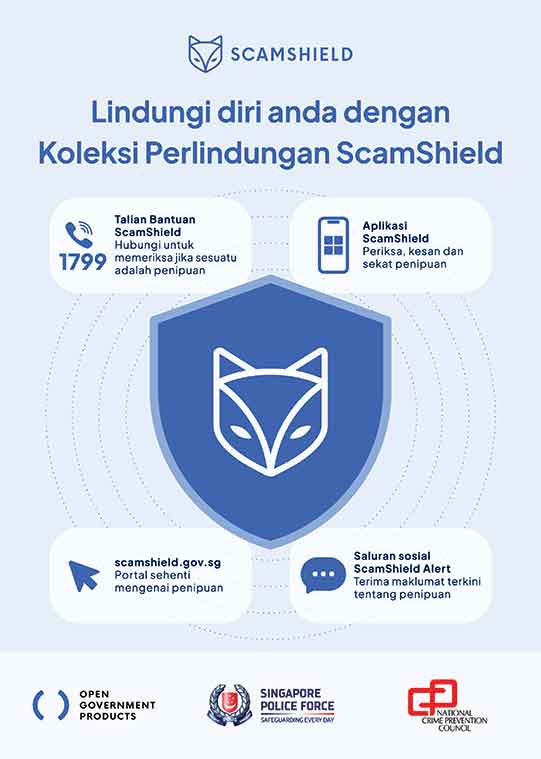 SCAMSHIELD
Lindungi diri anda dengan
Koleksi Perlindungan ScamShield
1799
Talian Bantuan
ScamShield
Hubungi untuk
memeriksa jika sesuatu
adalah penipuan
Aplikasi
ScamShield
Periksa, kesan dan
sekat penipuan
scamshield.gov.sg
Portal sehenti
mengenai penipuan
Saluran sosial
ScamShield Alert
Terima maklumat terkini
tentang penipuan
OPEN
GOVERNMENT
PRODUCTS
SINGAPORE
POLICE FORCE
SAFEGUARDING EVERY DAY
NATIONAL
CRIME PREVENTION
COUNCIL